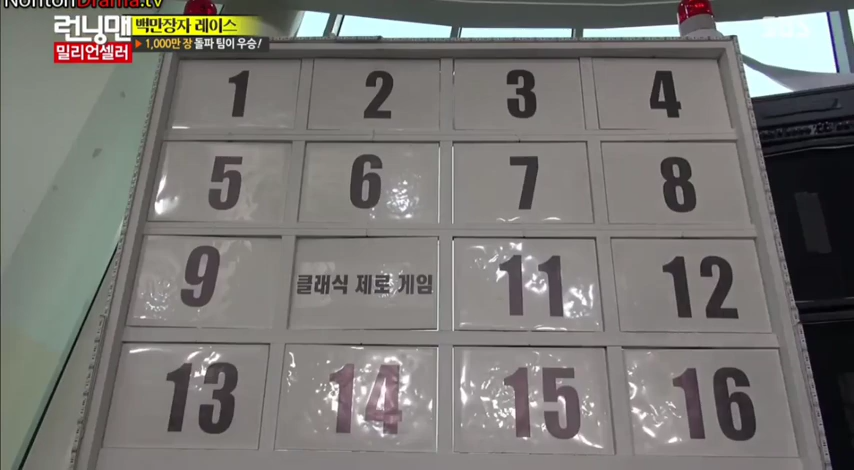 NontonDrama.tv
런닝맨 백만장자 레이스
밀리언셀러 ▶ 1,000만 장 돌파 팀이 우승!
SBS
1 2 3 4
5 6 7 8
9 클래식 제로 게임 11 12
13 14 15 16